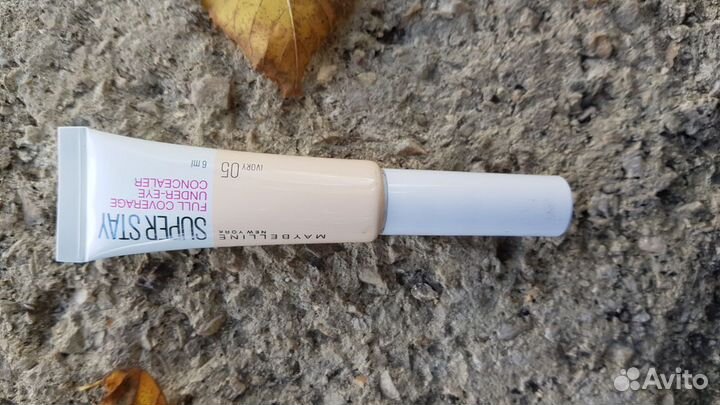 MAYBELLINE
NEW YORK
IVORY 05
SUPER STAY
FULL COVERAGE
UNDER-EYE
CONCEALER
6 ml
Avito